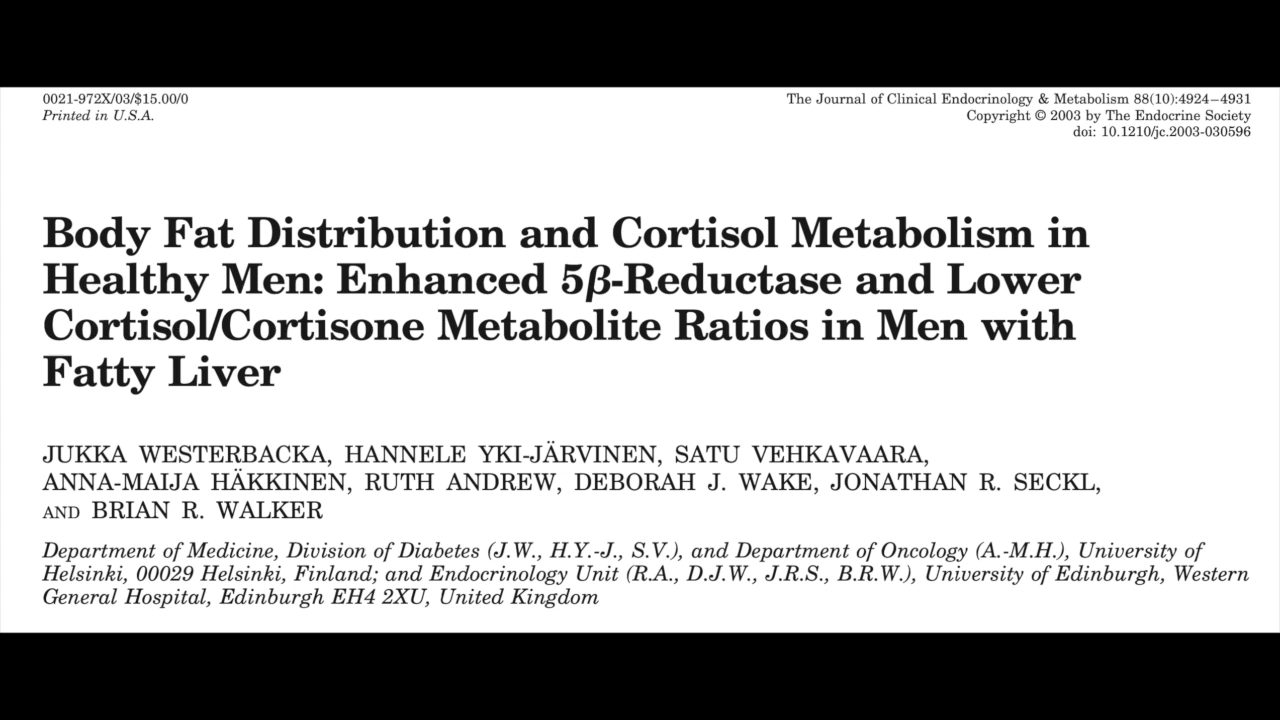 0021-972X/03/$15.00/0
Printed in U.S.A.
The Journal of Clinical Endocrinology & Metabolism 88(10):4924–4931
Copyright © 2003 by The Endocrine Society
doi: 10.1210/jc.2003-030596
Body Fat Distribution and Cortisol Metabolism in
Healthy Men: Enhanced 5β-Reductase and Lower
Cortisol/Cortisone Metabolite Ratios in Men with
Fatty Liver
JUKKA WESTERBACKA, HANNELE YKI-JÄRVINEN, SATU VEHKAVAARA,
ANNA-MAIJA HÄKKINEN, RUTH ANDREW, DEBORAH J. WAKE, JONATHAN R. SECKL,
AND BRIAN R. WALKER
Department of Medicine, Division of Diabetes (J.W., H.Y.-J., S.V.), and Department of Oncology (A.-M.H.), University of
Helsinki, 00029 Helsinki, Finland; and Endocrinology Unit (R.A., D.J.W., J.R.S., B.R.W.), University of Edinburgh, Western
General Hospital, Edinburgh EH4 2XU, United Kingdom